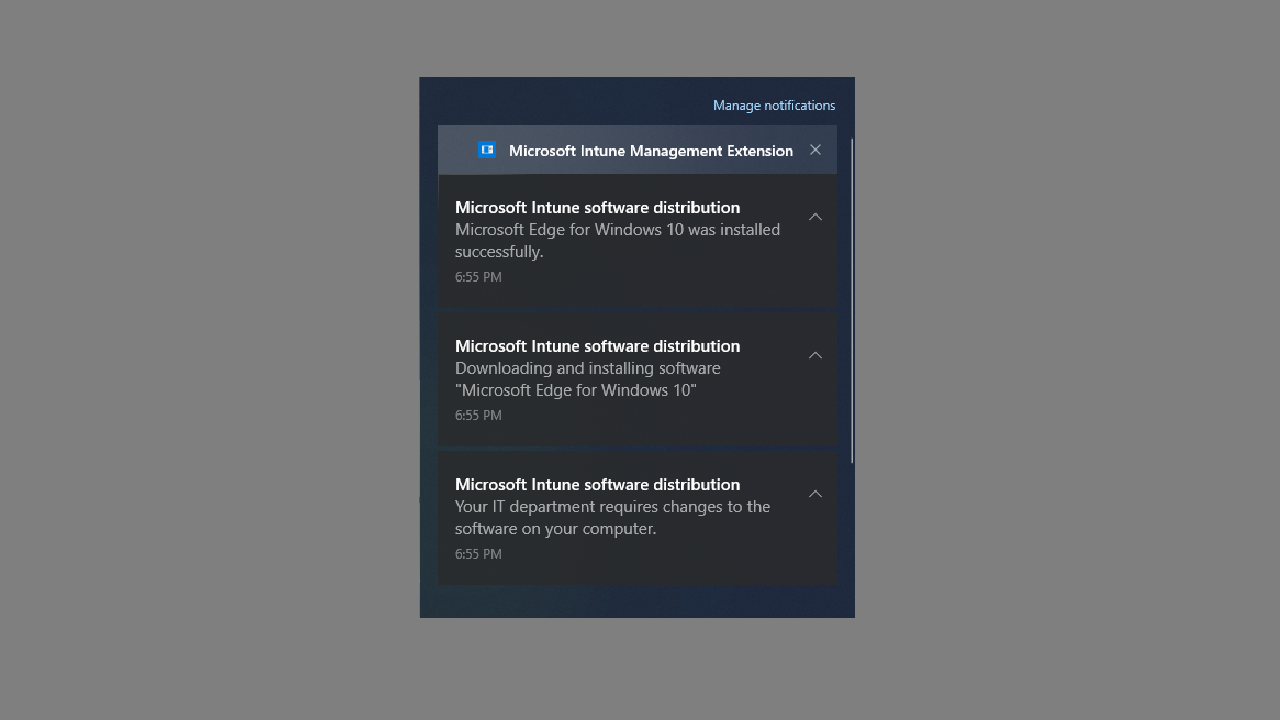 Manage notifications
Microsoft Intune Management Extension
Microsoft Intune software distribution
Microsoft Edge for Windows 10 was installed
successfully.
6:55 PM
Microsoft Intune software distribution
Downloading and installing software
"Microsoft Edge for Windows 10"
6:55 PM
Microsoft Intune software distribution
Your IT department requires changes to the
software on your computer.
6:55 PM